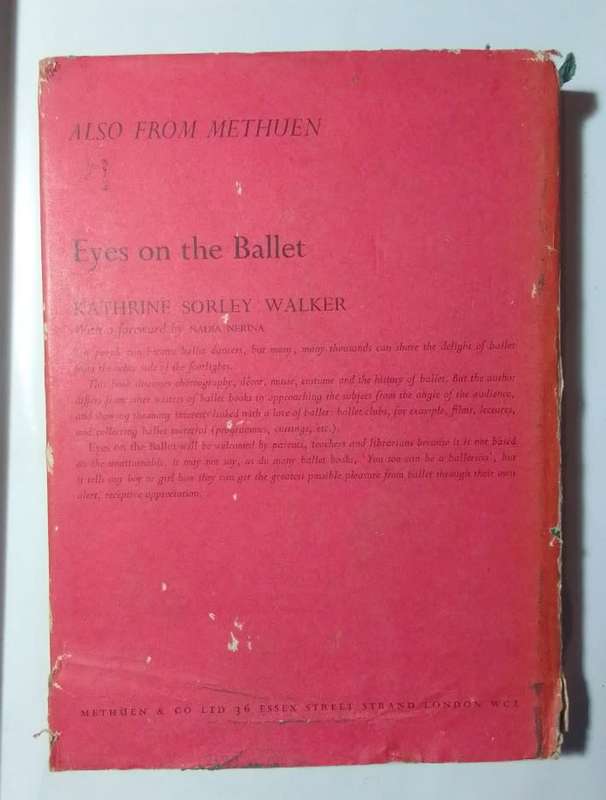 ALSO FROM METHUEN
Eyes on the Ballet
KATHRINE SORLEY WALKER
With a foreword by NADIA NERINA
people can become ballet dancers, but many, many thousands can share the delight of ballet
from the other side of the footlights.
This book discusses choreography, décor, music, costume and the history of ballet. But the author
differs from other writers of ballet books in approaching the subject from the angle of the audience,
and showing the many interests linked with a love of ballet: ballet clubs, for example, films, lectures,
and collecting ballet material (programmes, cuttings, etc.).
Eyes on the Ballet will be welcomed by parents, teachers and librarians because it is not based
on the unattainable. It may not say, as do many ballet books, 'You too can be a ballerina', but
it tells any boy or girl how they can get the greatest possible pleasure from ballet through their own
alert, receptive appreciation.
METHUEN & CO LTD 36 ESSEX STREET STRAND LONDON WC2